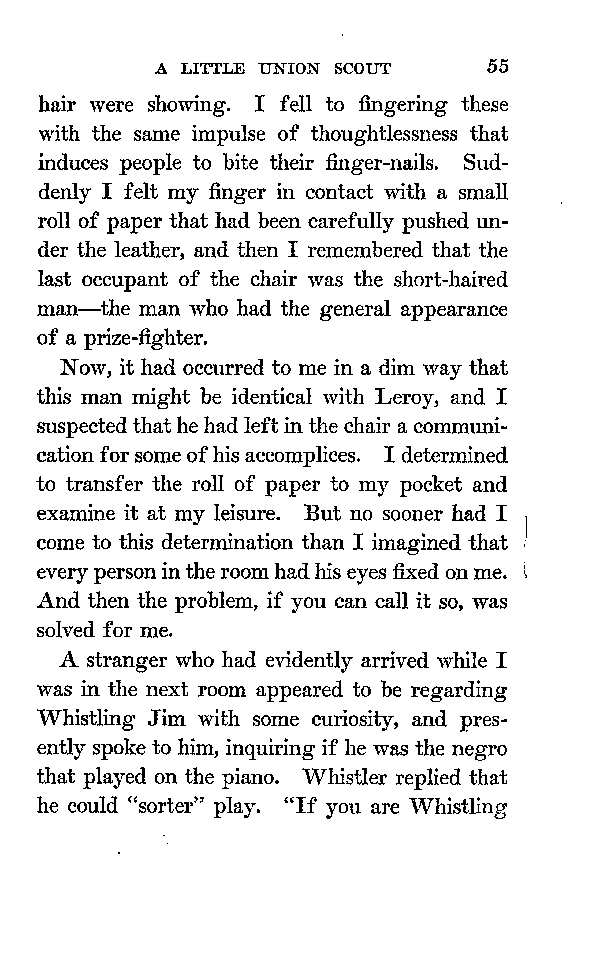 A LITTLE UNION SCOUT 55
hair were showing. I fell to fingering these
with the same impulse of thoughtlessness that
induces people to bite their finger-nails. Sud-
denly I felt my finger in contact with a small
roll of paper that had been carefully pushed un-
der the leather, and then I remembered that the
last occupant of the chair was the short-haired
man—the man who had the general appearance
of a prize-fighter.
Now, it had occurred to me in a dim way that
this man might be identical with Leroy, and I
suspected that he had left in the chair a communi-
cation for some of his accomplices. I determined
to transfer the roll of paper to my pocket and
examine it at my leisure. But no sooner had I
come to this determination than I imagined that
every person in the room had his eyes fixed on me.
And then the problem, if you can call it so, was
solved for me.
A stranger who had evidently arrived while I
was in the next room appeared to be regarding
Whistling Jim with some curiosity, and pres-
ently spoke to him, inquiring if he was the negro
that played on the piano. Whistler replied that
he could "sorter" play. "If you are Whistling